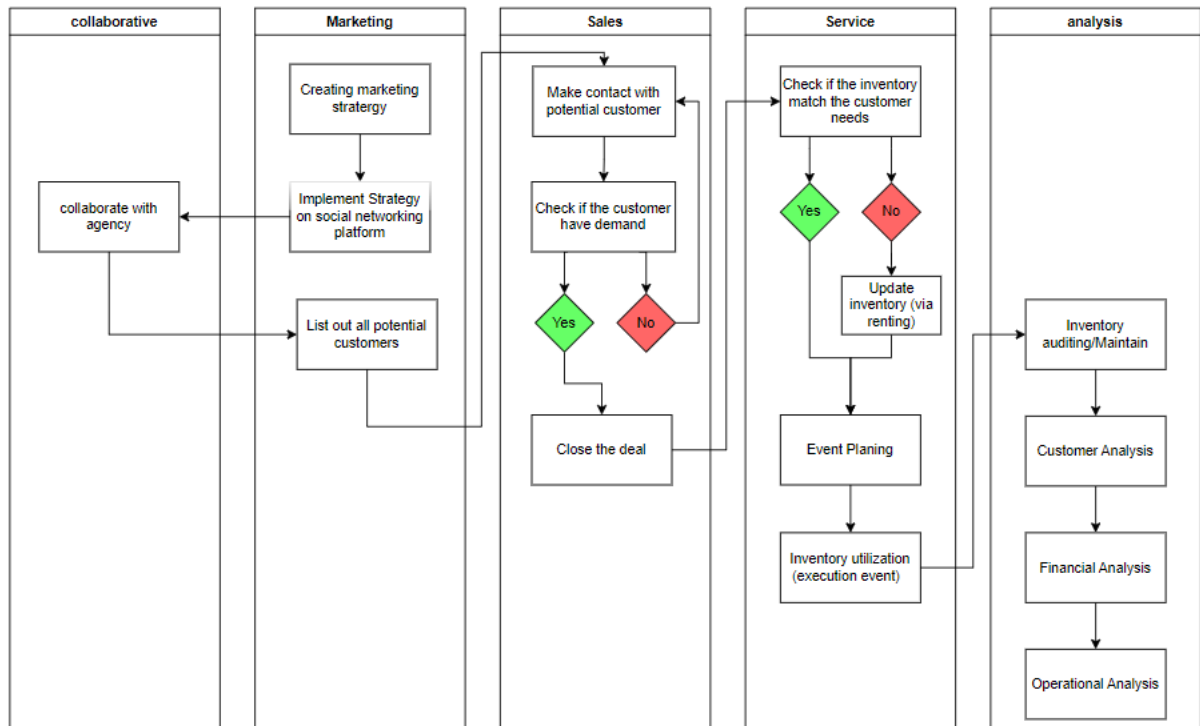 collaborative
Marketing
Sales
Service
analysis
Creating marketing
stratergy
Implement Strategy
on social networking
platform
collaborate with
agency
List out all potential
customers
Make contact with
potential customer
Check if the customer
have demand
Yes
No
Close the deal
Check if the inventory
match the customer
needs
Yes
No
Update
inventory (via
renting)
Event Planing
Inventory utilization
(execution event)
Inventory
auditing/Maintain
Customer Analysis
Financial Analysis
Operational Analysis